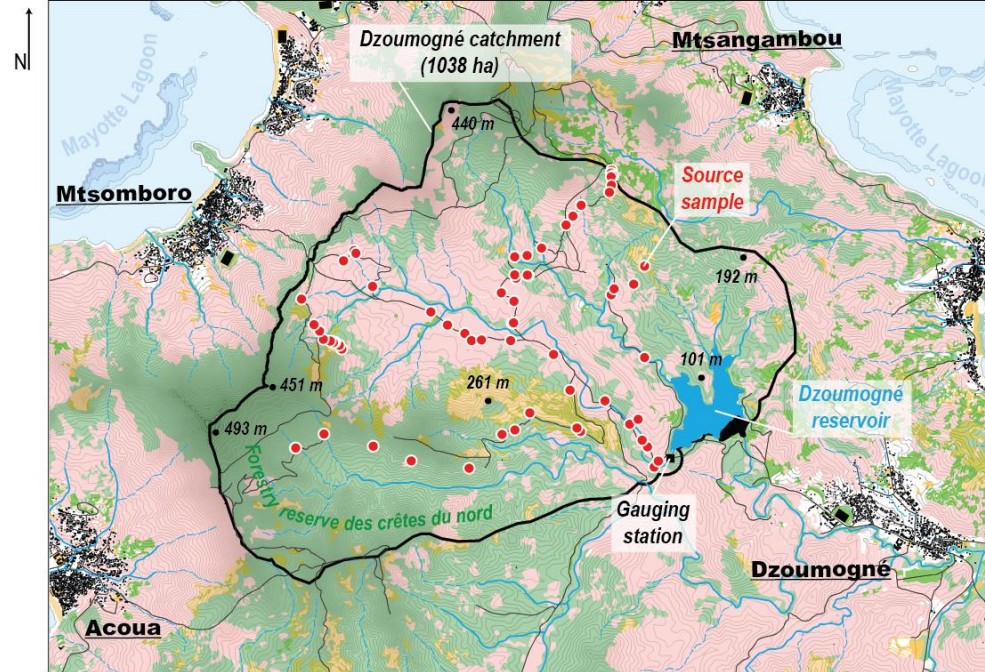 N
Dzoumogné catchment
(1038 ha)
Mtsangambou
Mayotte Lagoon
Mayotte Lagoon
440 m
Mtsomboro
Source
sample
192 m
101 m
451 m
261 m
Dzoumogné
reservoir
493 m
Forestry reserve des crêtes du nord
Gauging
station
Dzoumogné
Acoua